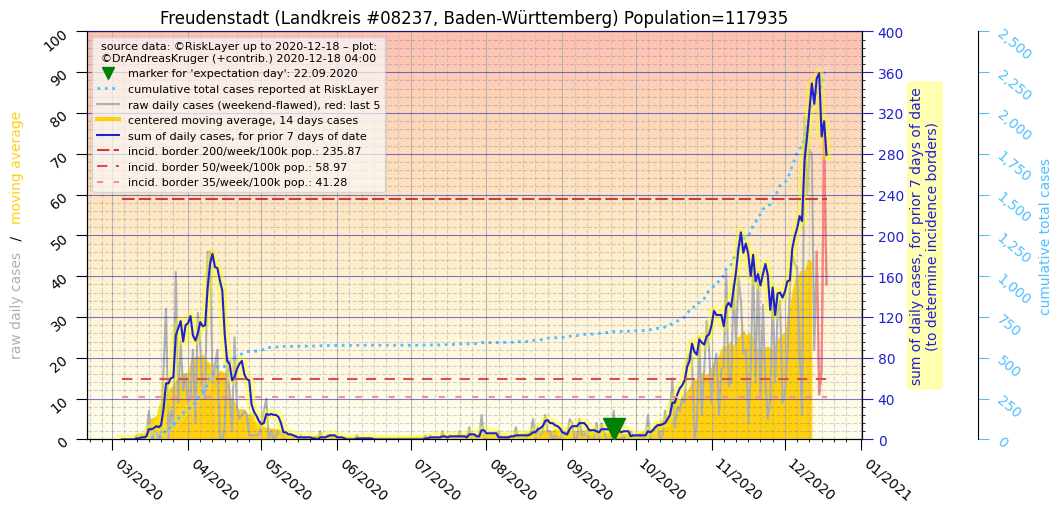 Freudenstadt (Landkreis #08237, Baden-Württemberg) Population=117935
source data: ©RiskLayer up to 2020-12-18 – plot:
©DrAndreasKruger (+contrib.) 2020-12-18 04:00
marker for 'expectation day': 22.09.2020
cumulative total cases reported at RiskLayer
raw daily cases (weekend-flawed), red: last 5
centered moving average, 14 days cases
sum of daily cases, for prior 7 days of date
incid. border 200/week/100k pop.: 235.87
incid. border 50/week/100k pop.: 58.97
incid. border 35/week/100k pop.: 41.28
raw daily cases / moving average
100
90
80
70
60
50
40
30
20
10
0
400
360
320
280
240
200
160
120
80
40
0
sum of daily cases, for prior 7 days of date
(to determine incidence borders)
2,500
2,250
2,000
1,750
1,500
1,250
1,000
750
500
250
0
cumulative total cases
03/2020
04/2020
05/2020
06/2020
07/2020
08/2020
09/2020
10/2020
11/2020
12/2020
01/2021